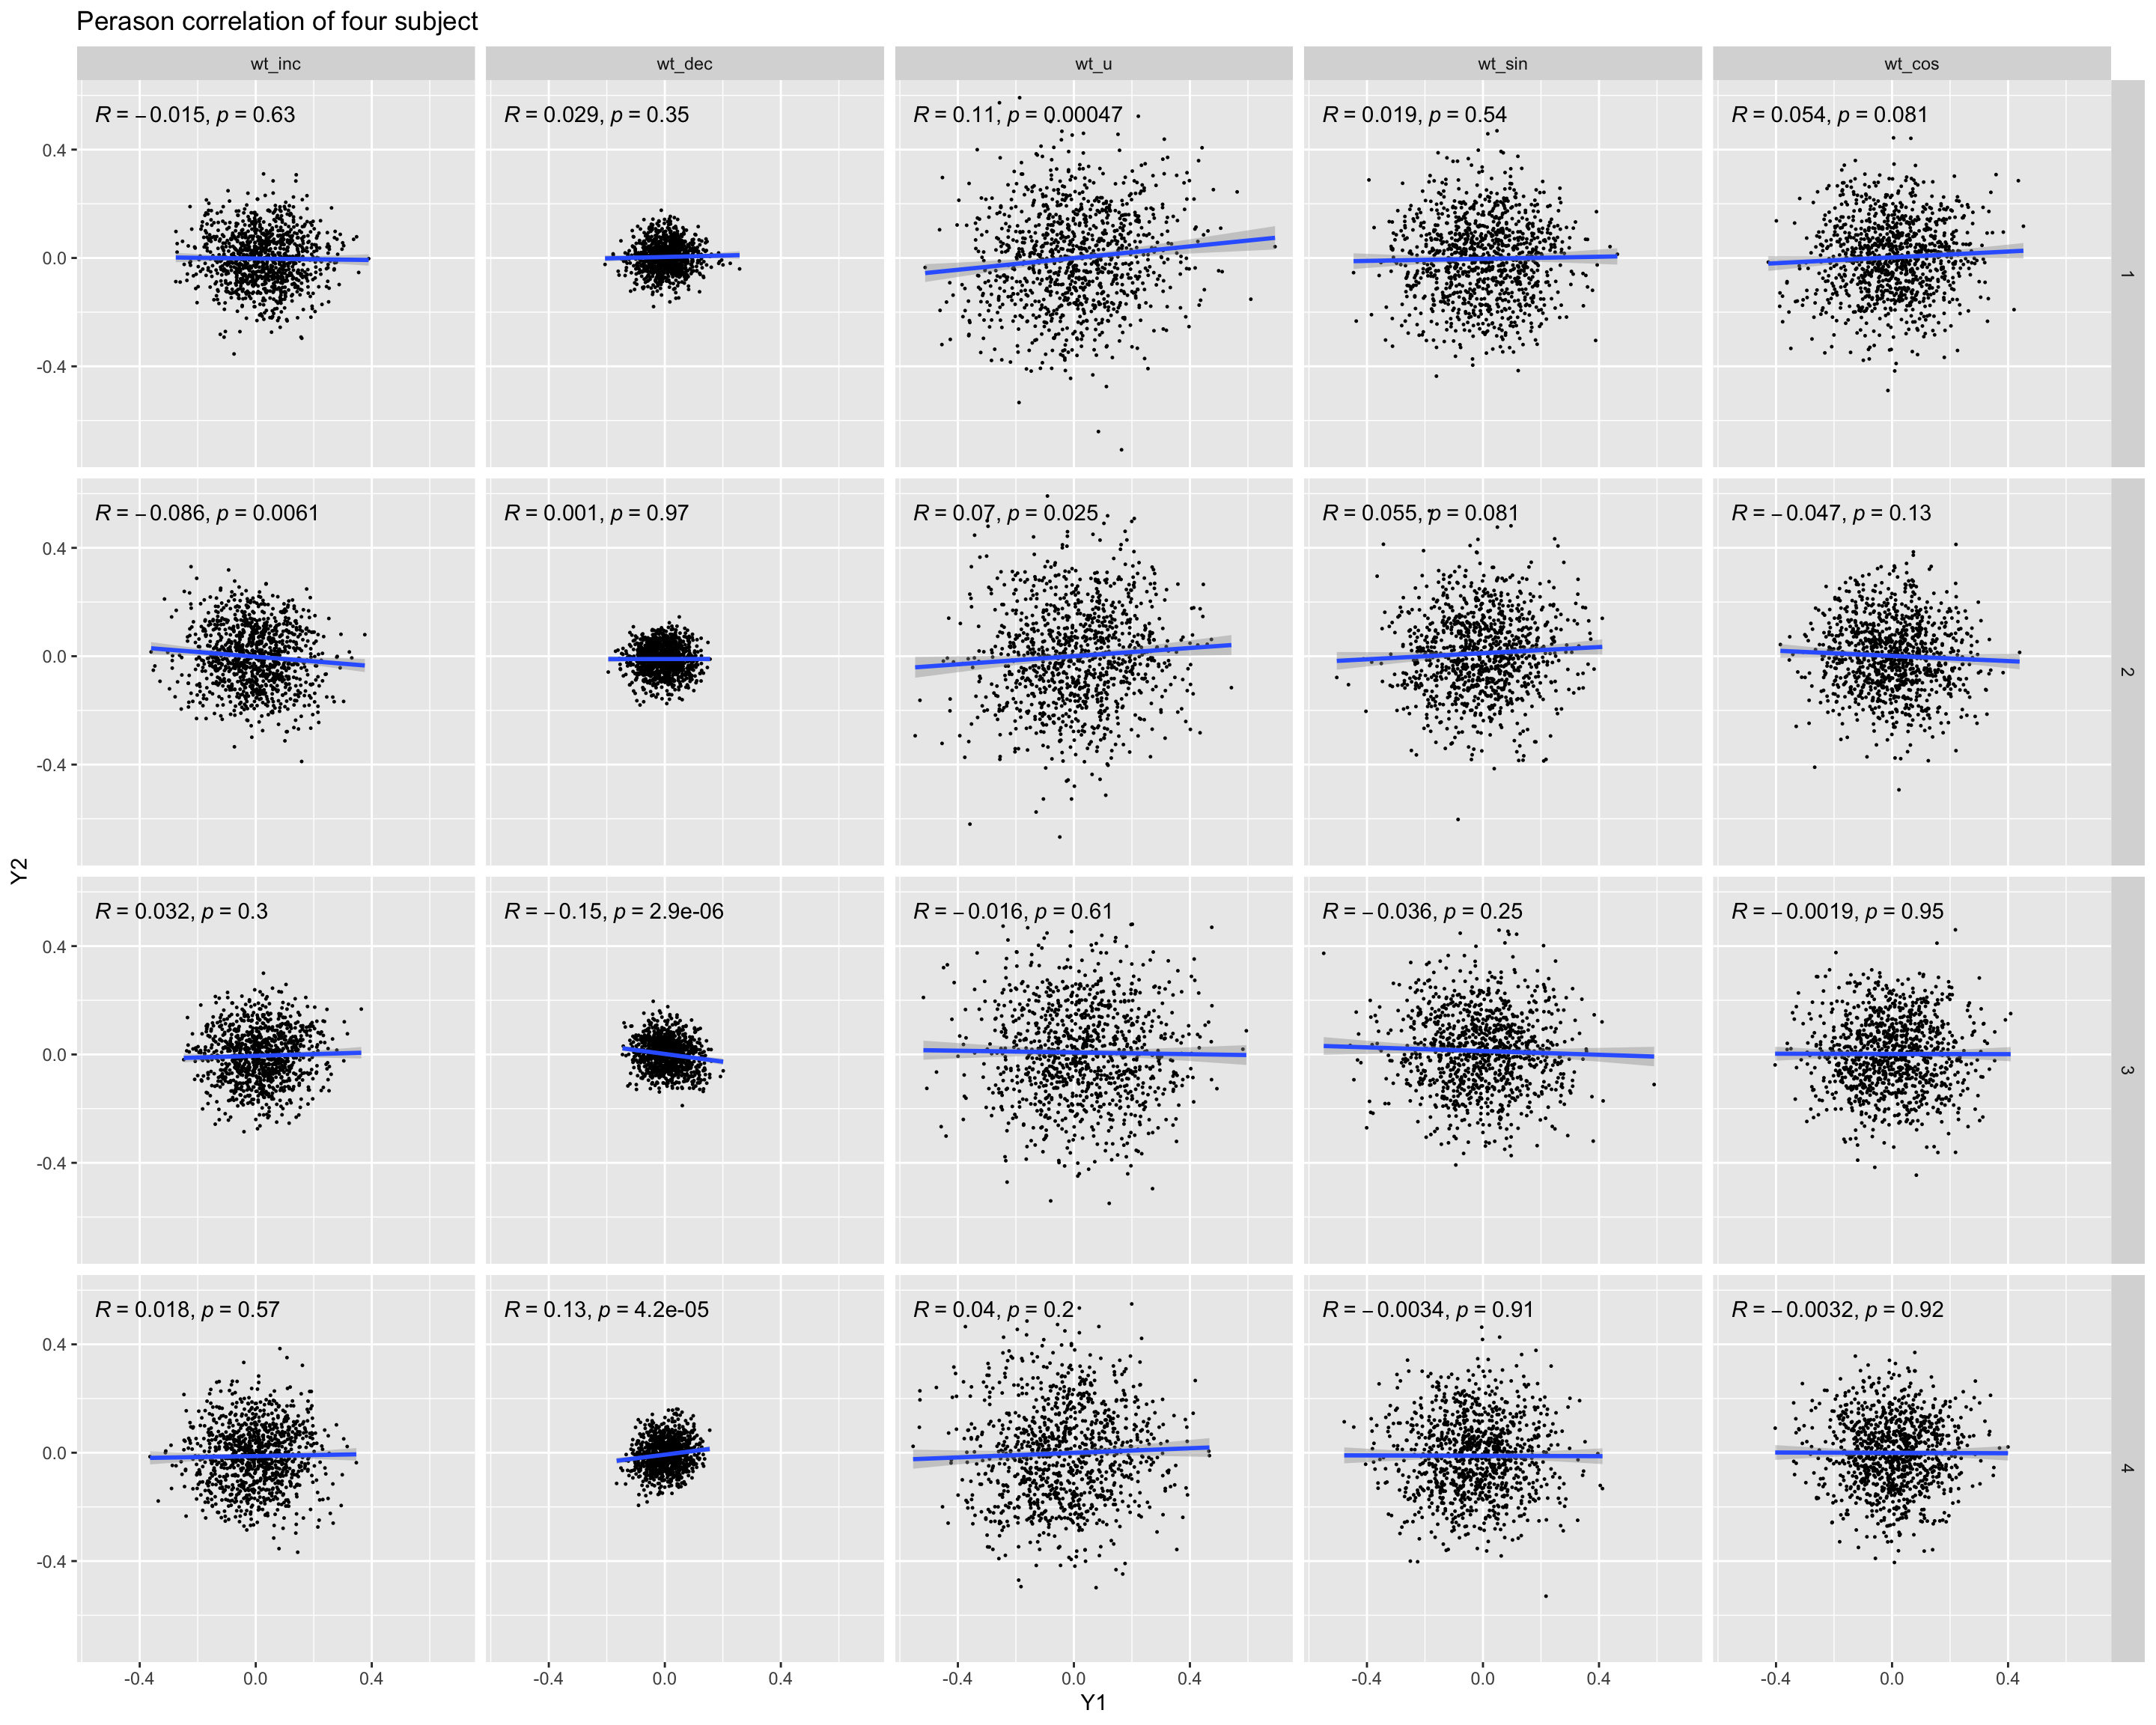 Perason correlation of four subject
wt_inc wt_dec wt_u wt_sin wt_cos
R = −0.015, p = 0.63 R = 0.029, p = 0.35 R = 0.11, p = 0.00047 R = 0.019, p = 0.54 R = 0.054, p = 0.081
0.4
0.0
-0.4
1
R = −0.086, p = 0.0061 R = 0.001, p = 0.97 R = 0.07, p = 0.025 R = 0.055, p = 0.081 R = −0.047, p = 0.13
0.4
0.0
-0.4
2
Y2
R = 0.032, p = 0.3 R = −0.15, p = 2.9e-06 R = −0.016, p = 0.61 R = −0.036, p = 0.25 R = −0.0019, p = 0.95
0.4
0.0
-0.4
3
R = 0.018, p = 0.57 R = 0.13, p = 4.2e-05 R = 0.04, p = 0.2 R = −0.0034, p = 0.91 R = −0.0032, p = 0.92
0.4
0.0
-0.4
4
-0.4 0.0 0.4 -0.4 0.0 0.4 -0.4 0.0 0.4 -0.4 0.0 0.4 -0.4 0.0 0.4
Y1